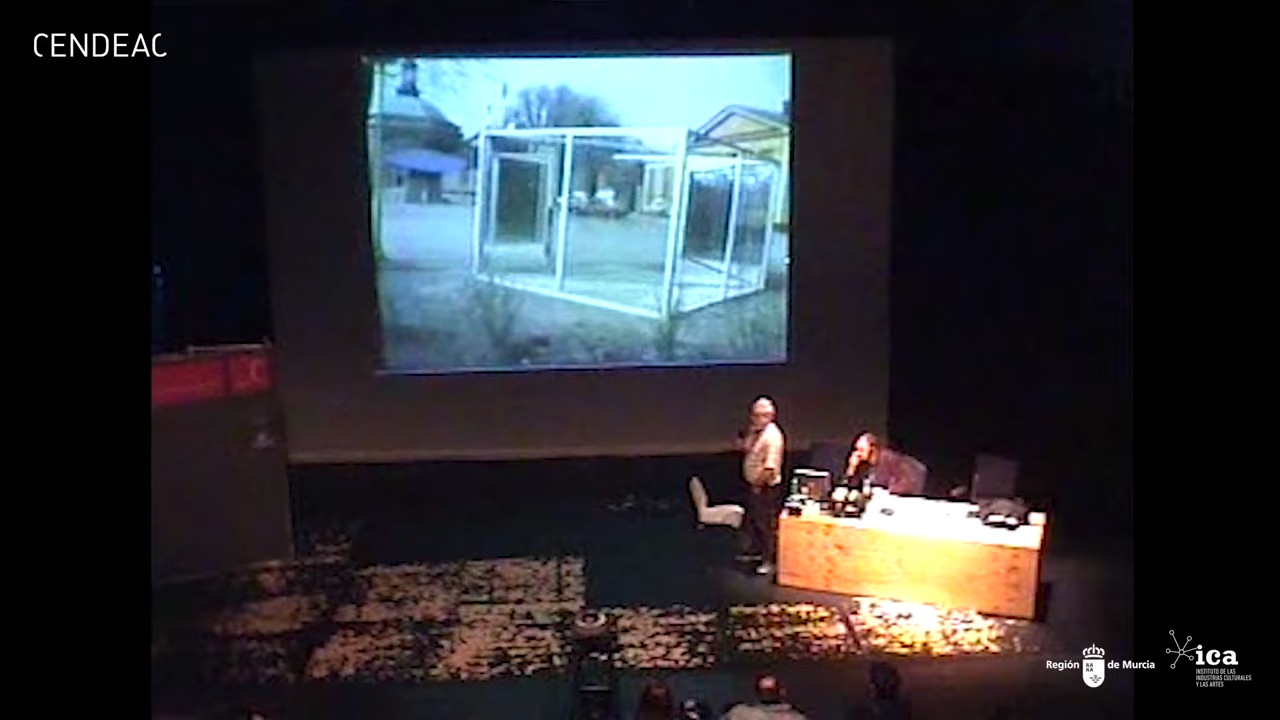 CENDEAC
Región de Murcia
ica
INSTITUTO DE LAS
INDUSTRIAS CULTURALES
Y LAS ARTES